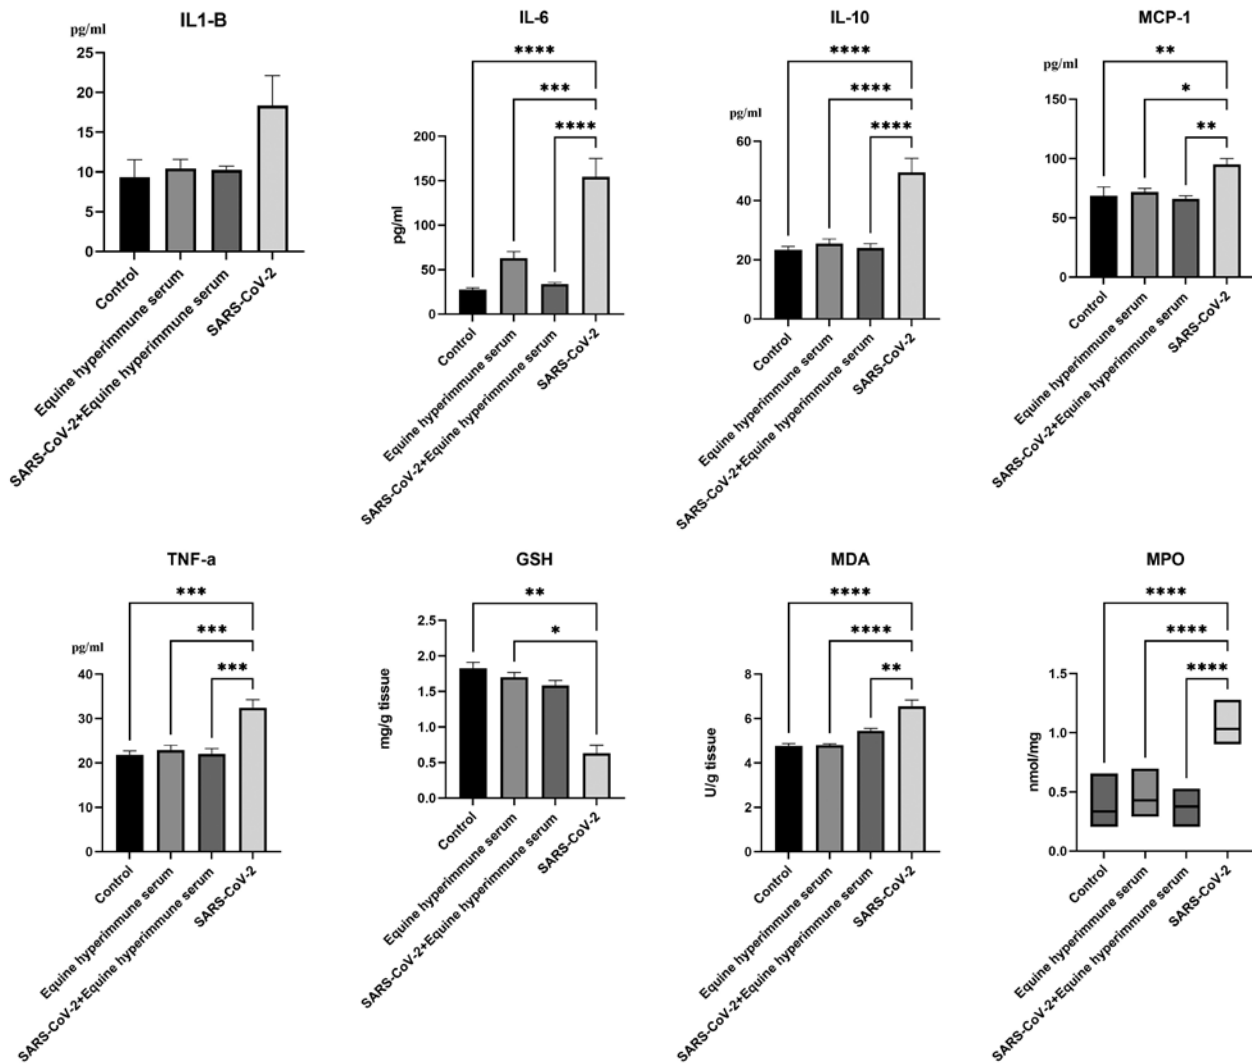 IL1-B
pg/ml
25
20
15
10
5
0
Control
Equine hyperimmune serum
SARS-CoV-2+Equine hyperimmune serum
SARS-CoV-2
IL-6
****
***
****
pg/ml
200
150
100
50
0
Control
Equine hyperimmune serum
SARS-CoV-2+Equine hyperimmune serum
SARS-CoV-2
IL-10
****
****
****
pg/ml
60
40
20
0
Control
Equine hyperimmune serum
SARS-CoV-2+Equine hyperimmune serum
SARS-CoV-2
MCP-1
**
*
**
pg/ml
150
100
50
0
Control
Equine hyperimmune serum
SARS-CoV-2+Equine hyperimmune serum
SARS-CoV-2
TNF-a
***
***
***
pg/ml
40
30
20
10
0
Control
Equine hyperimmune serum
SARS-CoV-2+Equine hyperimmune serum
SARS-CoV-2
GSH
**
*
mg/g tissue
2.5
2.0
1.5
1.0
0.5
0.0
Control
Equine hyperimmune serum
SARS-CoV-2+Equine hyperimmune serum
SARS-CoV-2
MDA
****
****
**
U/g tissue
8
6
4
2
0
Control
Equine hyperimmune serum
SARS-CoV-2+Equine hyperimmune serum
SARS-CoV-2
MPO
****
****
****
nmol/mg
1.5
1.0
0.5
0.0
Control
Equine hyperimmune serum
SARS-CoV-2+Equine hyperimmune serum
SARS-CoV-2